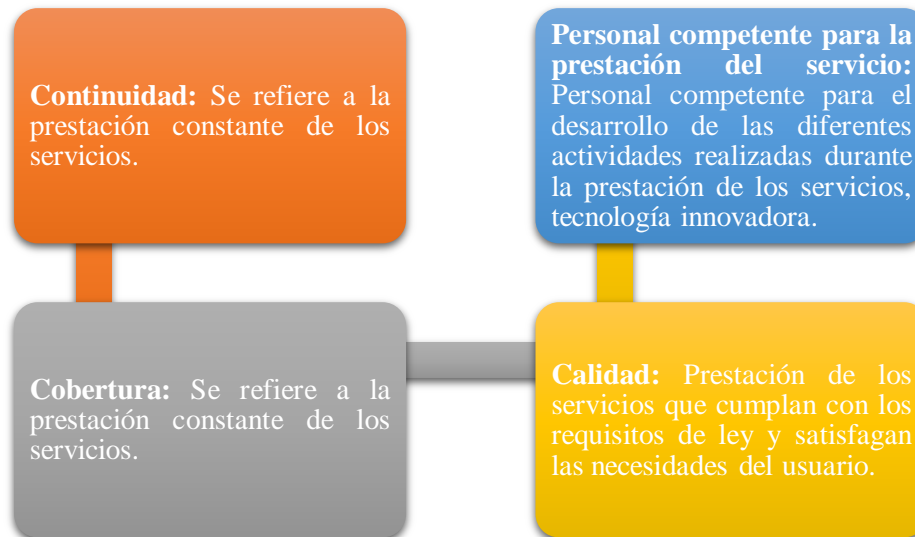 Continuidad: Se refiere a la
prestación constante de los
servicios.
Cobertura: Se refiere a la
prestación constante de los
servicios.
Calidad: Prestación de los
servicios que cumplan con los
requisitos de ley y satisfagan
las necesidades del usuario.
Personal competente para la
prestación del servicio:
Personal competente para el
desarrollo de las diferentes
actividades realizadas durante
la prestación de los servicios,
tecnología innovadora.